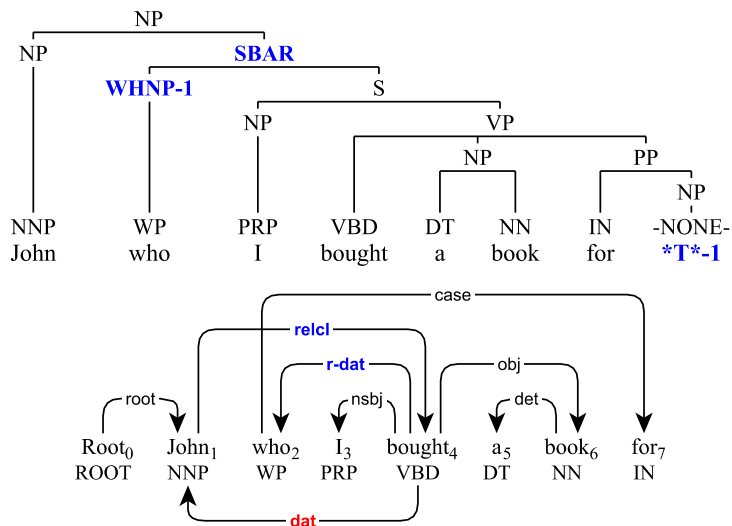 NP
NP SBAR
WHNP-1 S
NP VP
NP PP
NP
NNP WP PRP VBD DT NN IN -NONE-
John who I bought a book for *T*-1
case
relcl
r-dat obj
root nsbj det
Root0 John1 who2 I3 bought4 a5 book6 for7
ROOT NNP WP PRP VBD DT NN IN
dat